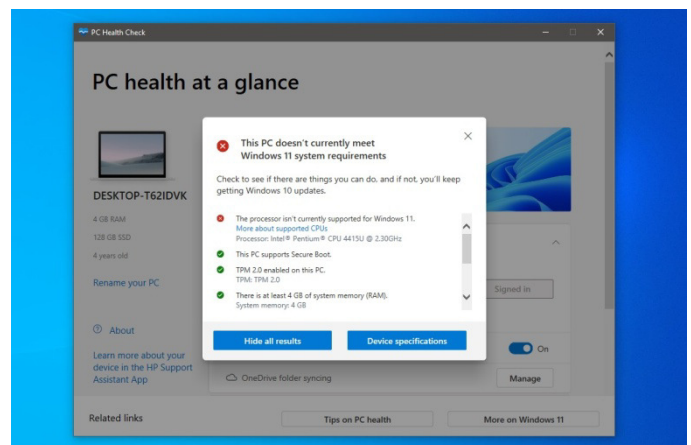 PC Health Check
PC health at a glance
DESKTOP-T62IDVK
4 GB RAM
128 GB SSD
4 years old
Rename your PC
About
Learn more about your
device in the HP Support
Assistant App
This PC doesn't currently meet
Windows 11 system requirements
Check to see if there are things you can do, and if not, you'll keep
getting Windows 10 updates.
The processor isn't currently supported for Windows 11.
More about supported CPUs
Processor: Intel® Pentium® CPU 4415U @ 2.30GHz
This PC supports Secure Boot.
TPM 2.0 enabled on this PC.
TPM: TPM 2.0
There is at least 4 GB of system memory (RAM).
System memory: 4 GB
Hide all results
Device specifications
Signed in
On
OneDrive folder syncing
Manage
Related links
Tips on PC health
More on Windows 11